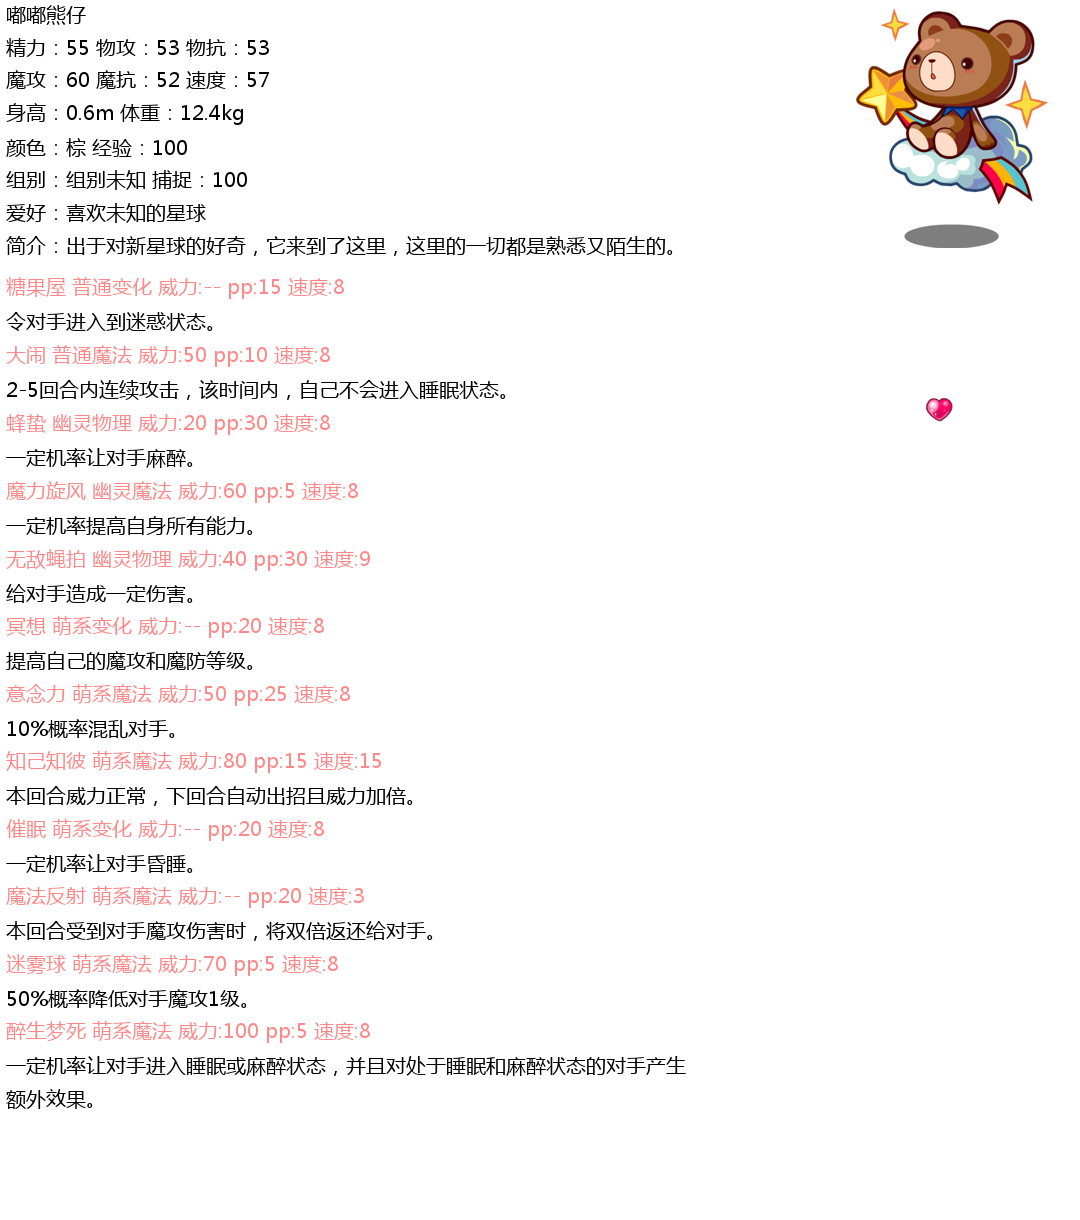 嘟嘟熊仔
精力：55 物攻：53 物抗：53
魔攻：60 魔抗：52 速度：57
身高：0.6m 体重：12.4kg
颜色：棕 经验：100
组别：组别未知 捕捉：100
爱好：喜欢未知的星球
简介：出于对新星球的好奇，它来到了这里，这里的一切都是熟悉又陌生的。
糖果屋 普通变化 威力:-- pp:15 速度:8
令对手进入到迷惑状态。
大闹 普通魔法 威力:50 pp:10 速度:8
2-5回合内连续攻击，该时间内，自己不会进入睡眠状态。
蜂蛰 幽灵物理 威力:20 pp:30 速度:8
一定机率让对手麻醉。
魔力旋风 幽灵魔法 威力:60 pp:5 速度:8
一定机率提高自身所有能力。
无敌蝇拍 幽灵物理 威力:40 pp:30 速度:9
给对手造成一定伤害。
冥想 萌系变化 威力:-- pp:20 速度:8
提高自己的魔攻和魔防等级。
意念力 萌系魔法 威力:50 pp:25 速度:8
10%概率混乱对手。
知己知彼 萌系魔法 威力:80 pp:15 速度:15
本回合威力正常，下回合自动出招且威力加倍。
催眠 萌系变化 威力:-- pp:20 速度:8
一定机率让对手昏睡。
魔法反射 萌系魔法 威力:-- pp:20 速度:3
本回合受到对手魔攻伤害时，将双倍返还给对手。
迷雾球 萌系魔法 威力:70 pp:5 速度:8
50%概率降低对手魔攻1级。
醉生梦死 萌系魔法 威力:100 pp:5 速度:8
一定机率让对手进入睡眠或麻醉状态，并且对处于睡眠和麻醉状态的对手产生
额外效果。